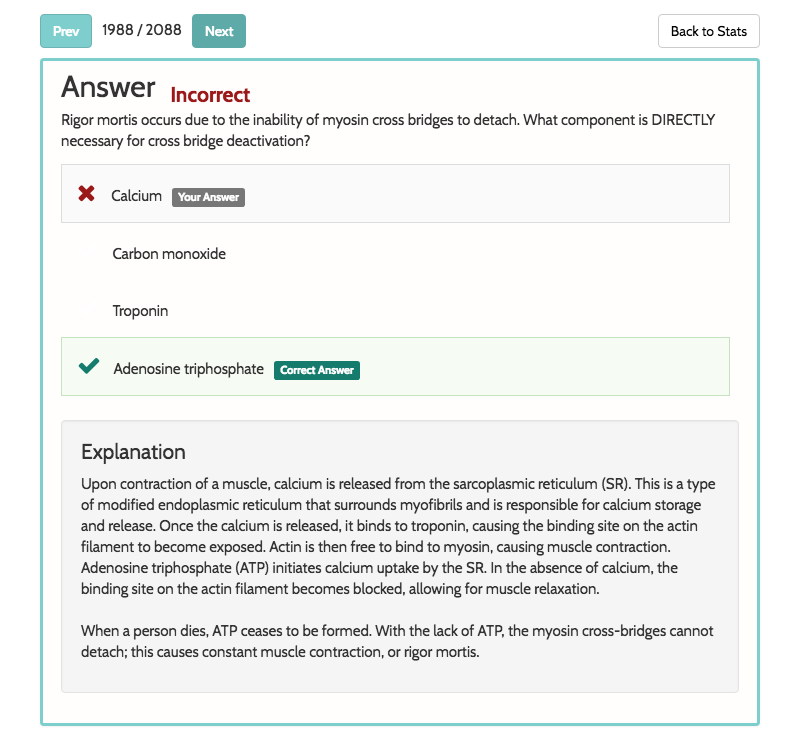 Prev 1988 / 2088 Next Back to Stats
Answer Incorrect
Rigor mortis occurs due to the inability of myosin cross bridges to detach. What component is DIRECTLY
necessary for cross bridge deactivation?
Calcium Your Answer
Carbon monoxide
Troponin
Adenosine triphosphate Correct Answer
Explanation
Upon contraction of a muscle, calcium is released from the sarcoplasmic reticulum (SR). This is a type
of modified endoplasmic reticulum that surrounds myofibrils and is responsible for calcium storage
and release. Once the calcium is released, it binds to troponin, causing the binding site on the actin
filament to become exposed. Actin is then free to bind to myosin, causing muscle contraction.
Adenosine triphosphate (ATP) initiates calcium uptake by the SR. In the absence of calcium, the
binding site on the actin filament becomes blocked, allowing for muscle relaxation.
When a person dies, ATP ceases to be formed. With the lack of ATP, the myosin cross-bridges cannot
detach; this causes constant muscle contraction, or rigor mortis.